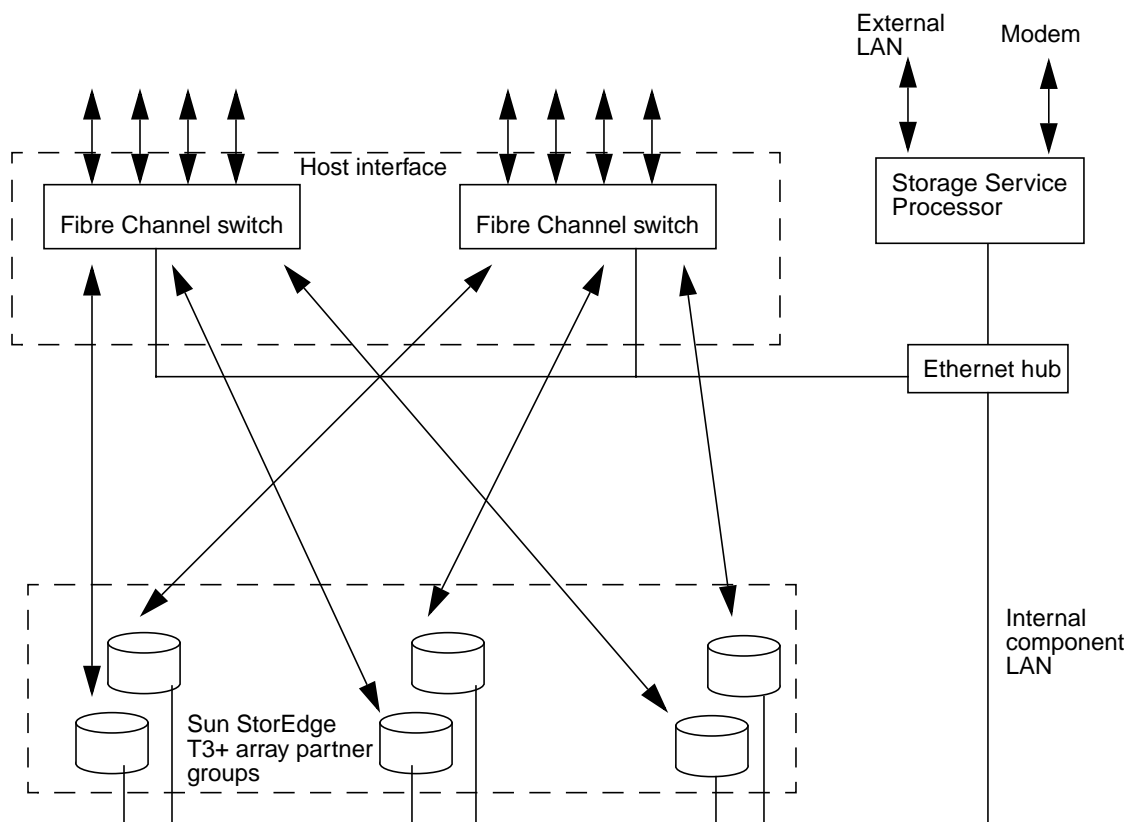 External
LAN
Modem
Host interface
Fibre Channel switch
Fibre Channel switch
Storage Service
Processor
Ethernet hub
Internal
component
LAN
Sun StorEdge
T3+ array partner
groups